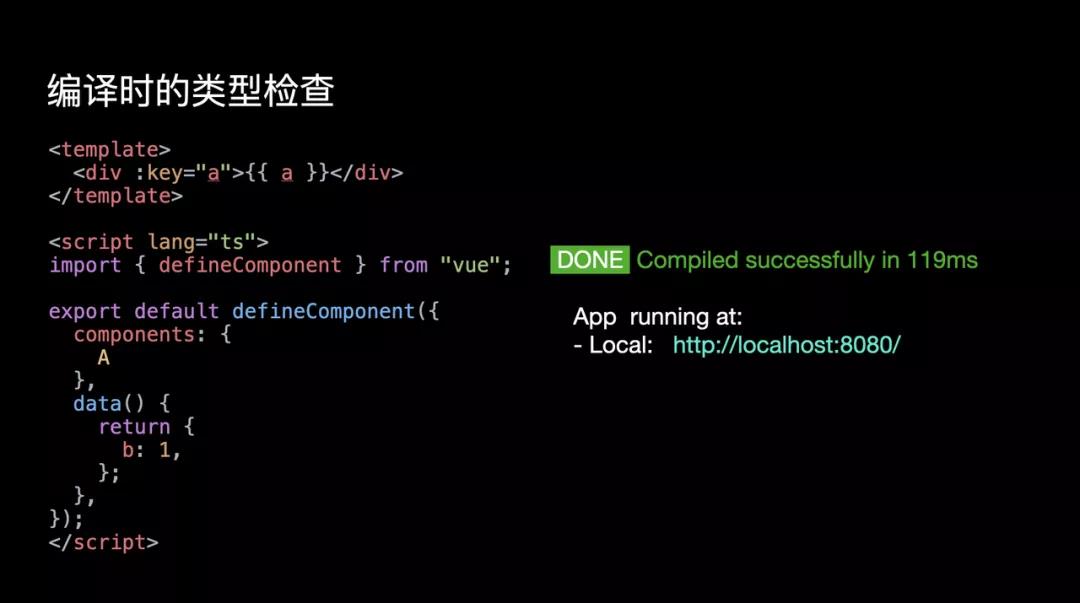 编译时的类型检查
<template>
  <div :key="a">{{ a }}</div>
</template>
<script lang="ts">
import { defineComponent } from "vue";
export default defineComponent({
  components: {
    A
  },
  data() {
    return {
      b: 1,
    };
  },
});
</script>
DONE Compiled successfully in 119ms
App running at:
- Local: http://localhost:8080/